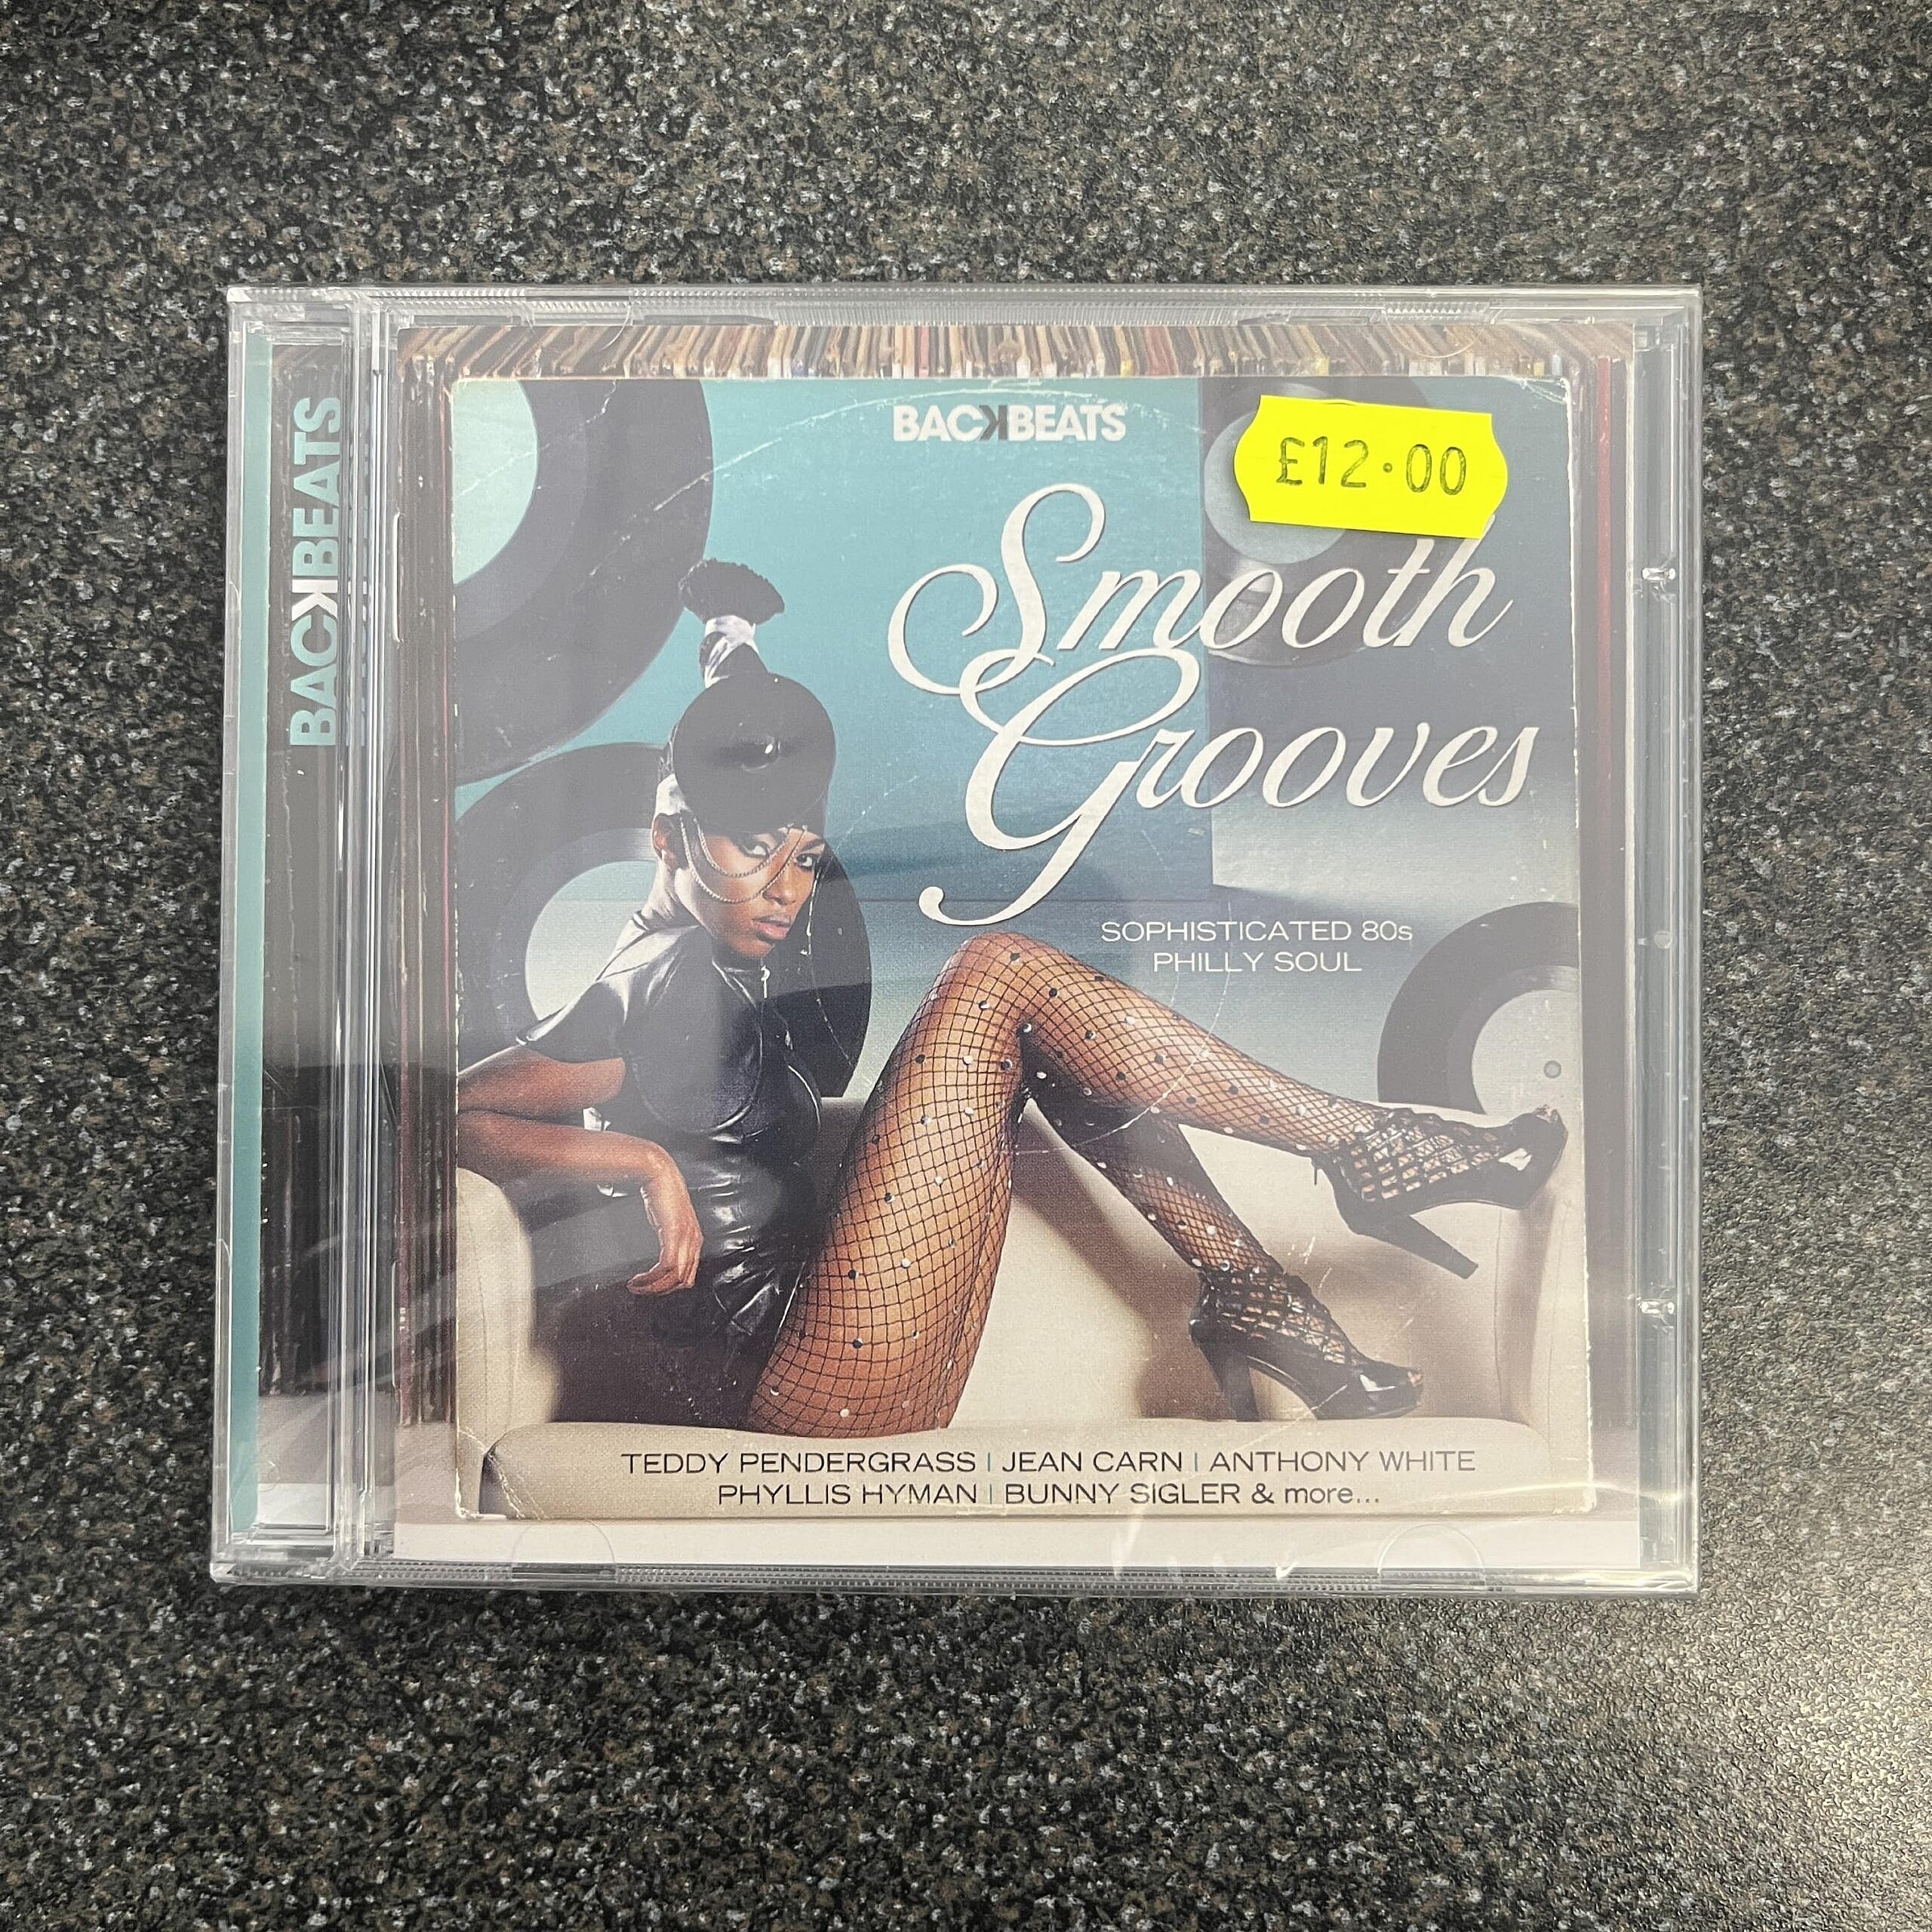 BACKBEATS
BACKBEATS
£12.00
Smooth
Grooves
SOPHISTICATED 80s
PHILLY SOUL
TEDDY PENDERGRASS | JEAN CARN | ANTHONY WHITE
PHYLLIS HYMAN | BUNNY SIGLER & more...